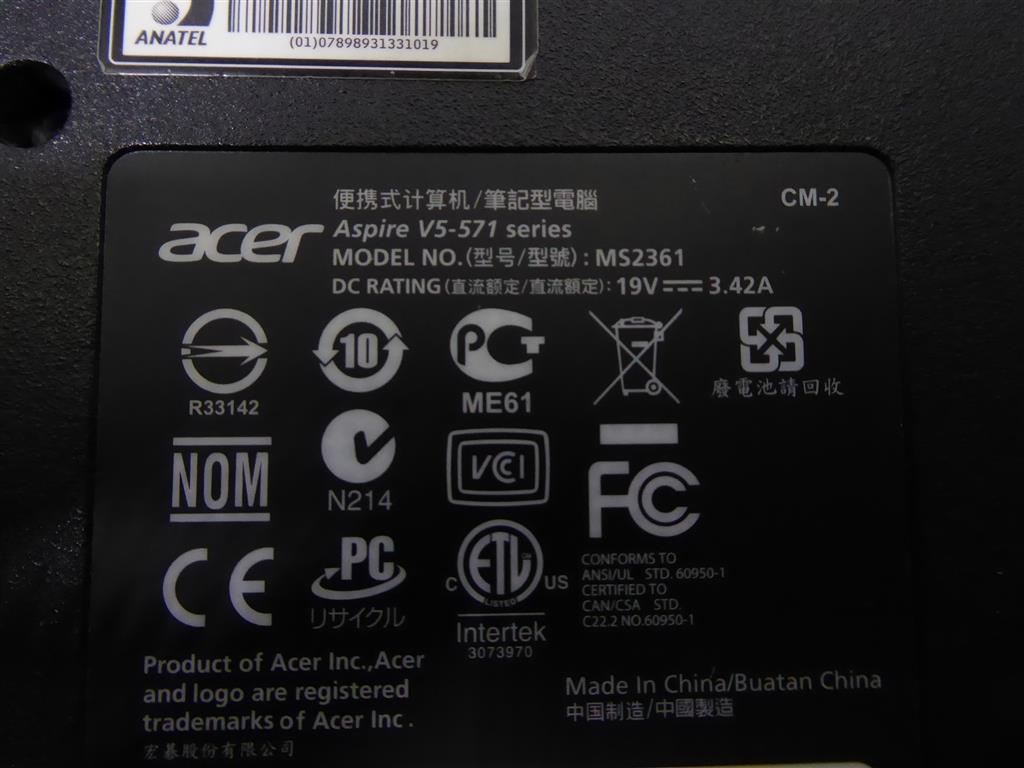 ANATEL
(01)07898931331019
便携式计算机/筆記型電腦
CM-2
acer
Aspire V5-571 series
MODEL NO.(型号/型號) : MS2361
DC RATING(直流额定/直流額定): 19V 3.42A
R33142
10
PCT
ME61
廢電池請回收
NOM
N214
VCCI
FC
CE
PC
リサイクル
C ETL CM US
LISTED
Intertek
3073970
CONFORMS TO
ANSI/UL STD. 60950-1
CERTIFIED TO
CAN/CSA STD.
C22.2 NO.60950-1
Product of Acer Inc.,Acer
and logo are registered
trademarks of Acer Inc .
宏碁股份有限公司
Made In China/Buatan China
中国制造/中國製造